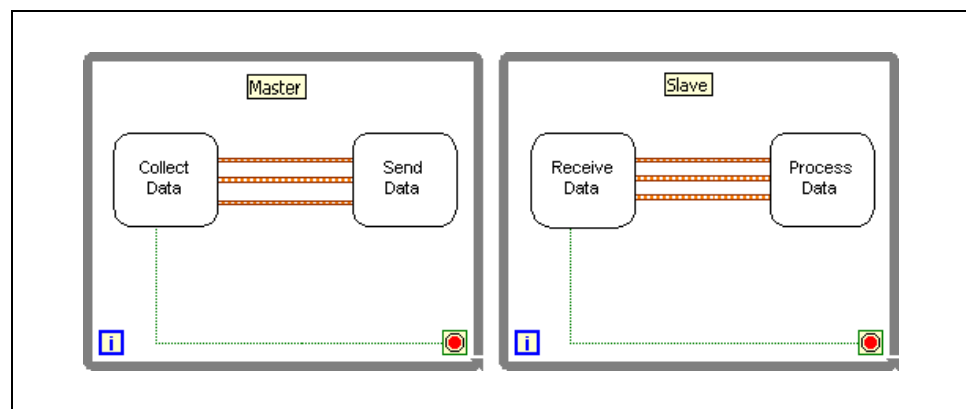 Master
Collect
Data
Send
Data
i
Slave
Receive
Data
Process
Data
i